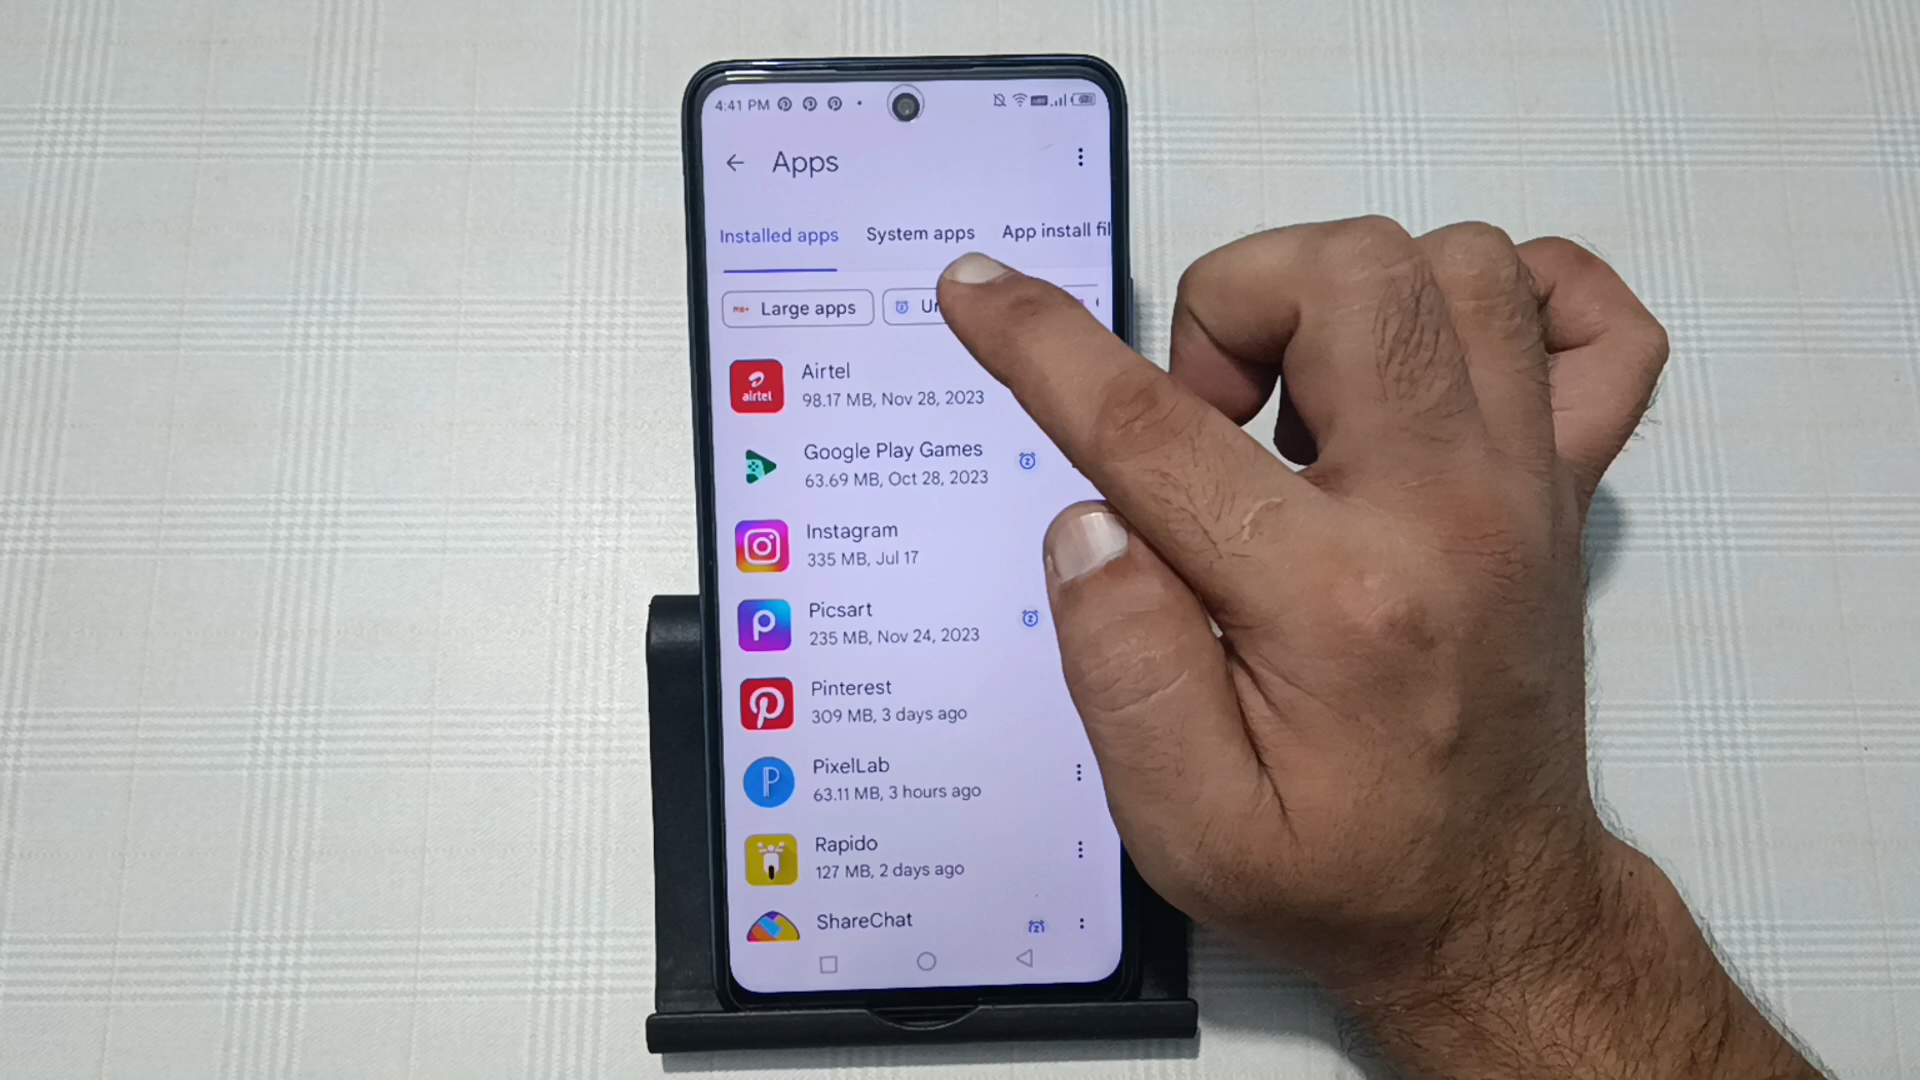 4:41 PM
Apps
Installed apps
System apps
App install fil
Large apps
Airtel
98.17 MB, Nov 28, 2023
airtel
Google Play Games
63.69 MB, Oct 28, 2023
Instagram
335 MB, Jul 17
Picsart
235 MB, Nov 24, 2023
Pinterest
309 MB, 3 days ago
PixelLab
63.11 MB, 3 hours ago
Rapido
127 MB, 2 days ago
ShareChat